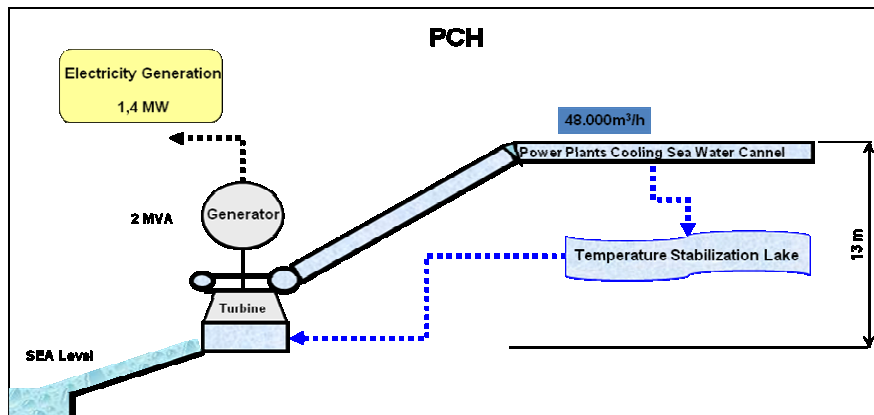 PCH
Electricity Generation
1,4 MW
48.000m³/h
Power Plants Cooling Sea Water Cannel
2 MVA
Generator
Temperature Stabilization Lake
13 m
Turbine
SEA Level